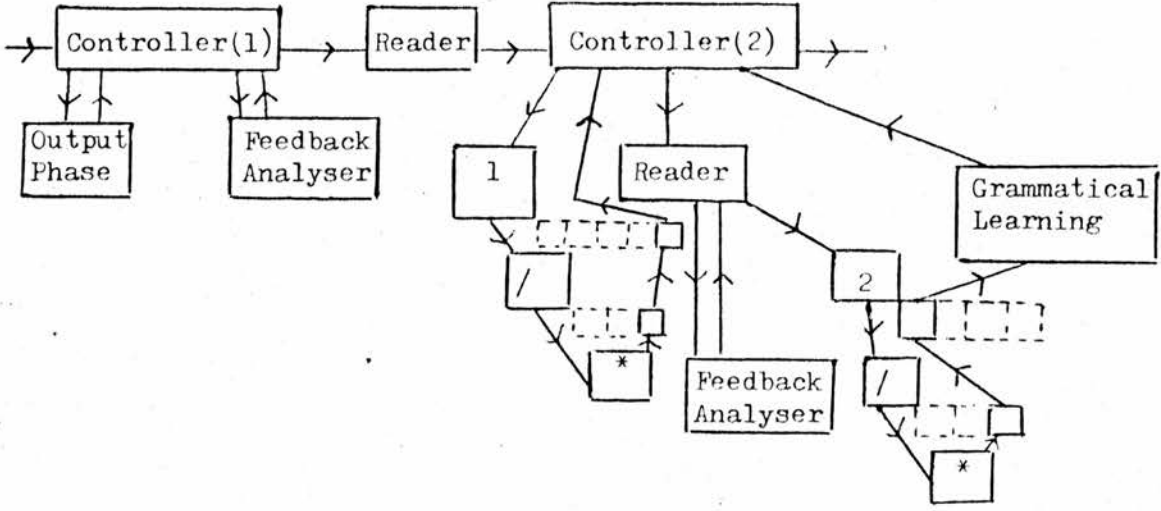 Controller(1)
Reader
Controller(2)
Output
Phase
Feedback
Analyser
1
Reader
Grammatical
Learning
/
2
*
Feedback
Analyser
/
*